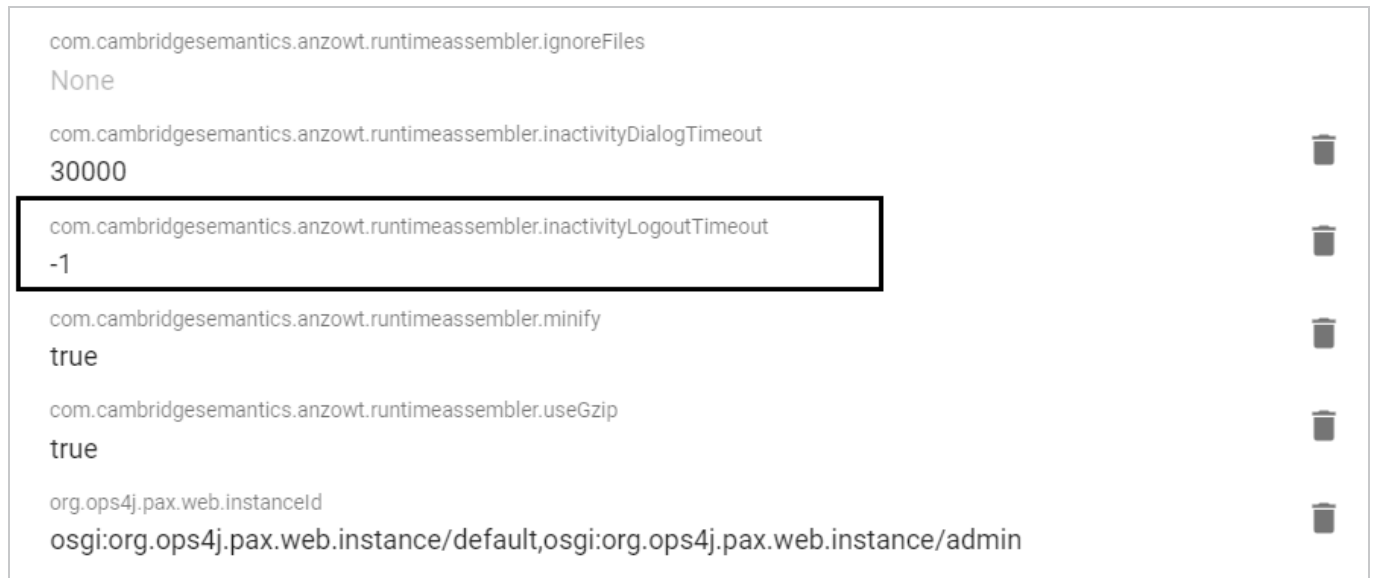 com.cambridgesemantics.anzowt.runtimeassembler.ignoreFiles
None
com.cambridgesemantics.anzowt.runtimeassembler.inactivityDialogTimeout
30000
com.cambridgesemantics.anzowt.runtimeassembler.inactivityLogoutTimeout
-1
com.cambridgesemantics.anzowt.runtimeassembler.minify
true
com.cambridgesemantics.anzowt.runtimeassembler.useGzip
true
org.ops4j.pax.web.instanceId
osgi:org.ops4j.pax.web.instance/default,osgi:org.ops4j.pax.web.instance/admin